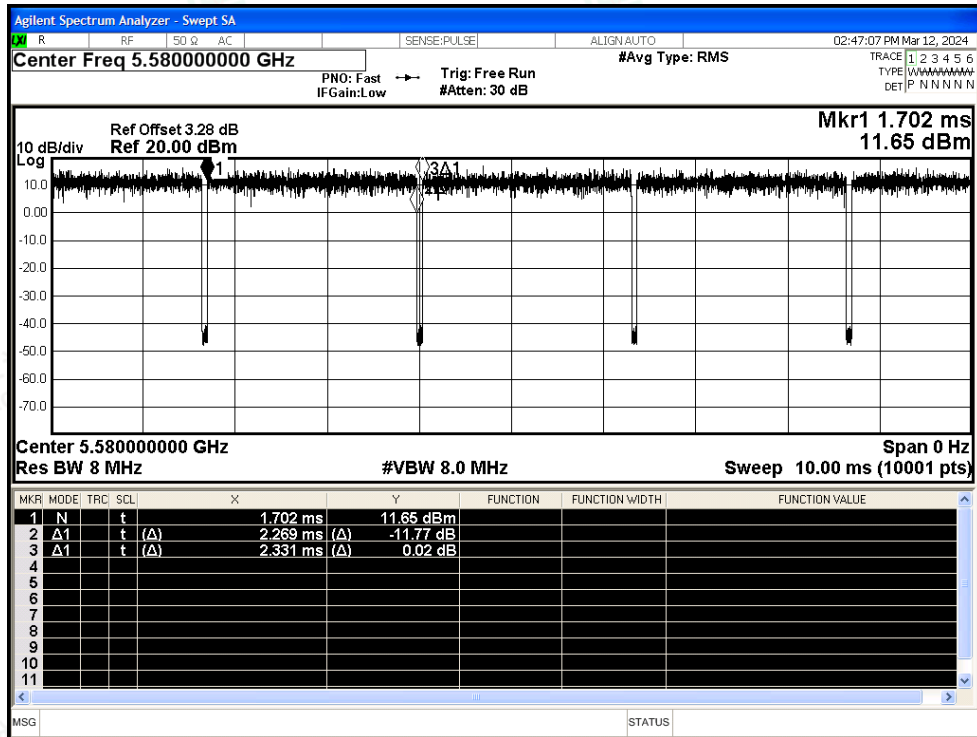 Agilent Spectrum Analyzer - Swept SA
LXI R RF 50 Ω AC SENSE:PULSE ALIGN AUTO 02:47:07 PM Mar 12, 2024
Center Freq 5.580000000 GHz #Avg Type: RMS TRACE 1 2 3 4 5 6
PNO: Fast Trig: Free Run TYPE
IFGain:Low #Atten: 30 dB DET P N N N N N
Mkr1 1.702 ms
Ref Offset 3.28 dB
10 dB/div Ref 20.00 dBm 11.65 dBm
Log
1 3Δ1
10.0
0.00
-10.0
-20.0
-30.0
-40.0
-50.0
-60.0
-70.0
Center 5.580000000 GHz Span 0 Hz
Res BW 8 MHz #VBW 8.0 MHz Sweep 10.00 ms (10001 pts)
MKR MODE TRC SCL X Y FUNCTION FUNCTION WIDTH FUNCTION VALUE
1 N t 1.702 ms 11.65 dBm
2 Δ1 t (Δ) 2.269 ms (Δ) -11.77 dB
3 Δ1 t (Δ) 2.331 ms (Δ) 0.02 dB
4
5
6
7
8
9
10
11
MSG STATUS